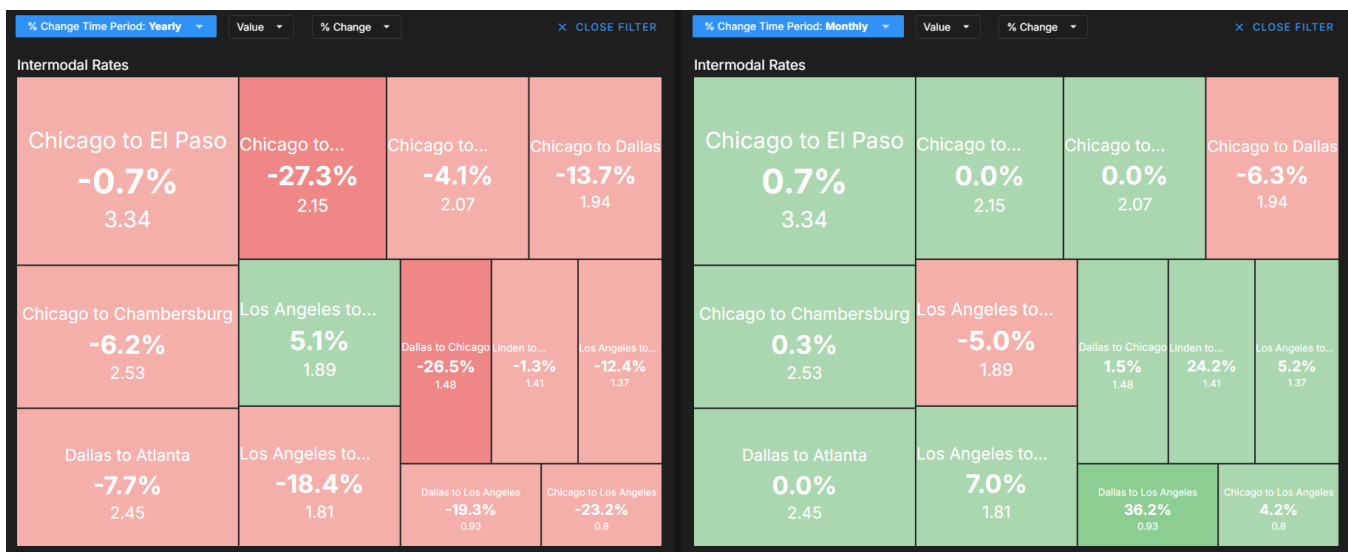 % Change Time Period: Yearly
Value
% Change
× CLOSE FILTER
Intermodal Rates
Chicago to El Paso
-0.7%
3.34
Chicago to...
-27.3%
2.15
Chicago to...
-4.1%
2.07
Chicago to Dallas
-13.7%
1.94
Chicago to Chambersburg
-6.2%
2.53
Los Angeles to...
5.1%
1.89
Dallas to Chicago
-26.5%
1.48
Linden to...
-1.3%
1.41
Los Angeles to...
-12.4%
1.37
Dallas to Atlanta
-7.7%
2.45
Los Angeles to...
-18.4%
1.81
Dallas to Los Angeles
-19.3%
0.93
Chicago to Los Angeles
-23.2%
0.8
% Change Time Period: Monthly
Value
% Change
× CLOSE FILTER
Intermodal Rates
Chicago to El Paso
0.7%
3.34
Chicago to...
0.0%
2.15
Chicago to...
0.0%
2.07
Chicago to Dallas
-6.3%
1.94
Chicago to Chambersburg
0.3%
2.53
Los Angeles to...
-5.0%
1.89
Dallas to Chicago
1.5%
1.48
Linden to...
24.2%
1.41
Los Angeles to...
5.2%
1.37
Dallas to Atlanta
0.0%
2.45
Los Angeles to...
7.0%
1.81
Dallas to Los Angeles
36.2%
0.93
Chicago to Los Angeles
4.2%
0.8